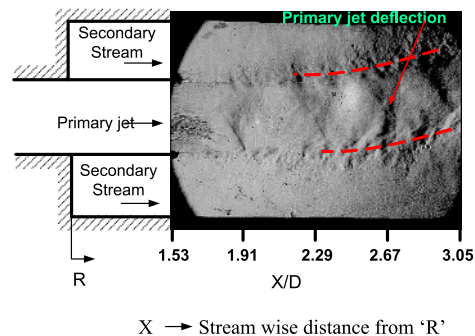 Primary jet deflection
Secondary
Stream
Primary jet
Secondary
Stream
R
1.53 1.91 2.29 2.67 3.05
X/D
X → Stream wise distance from ‘R’